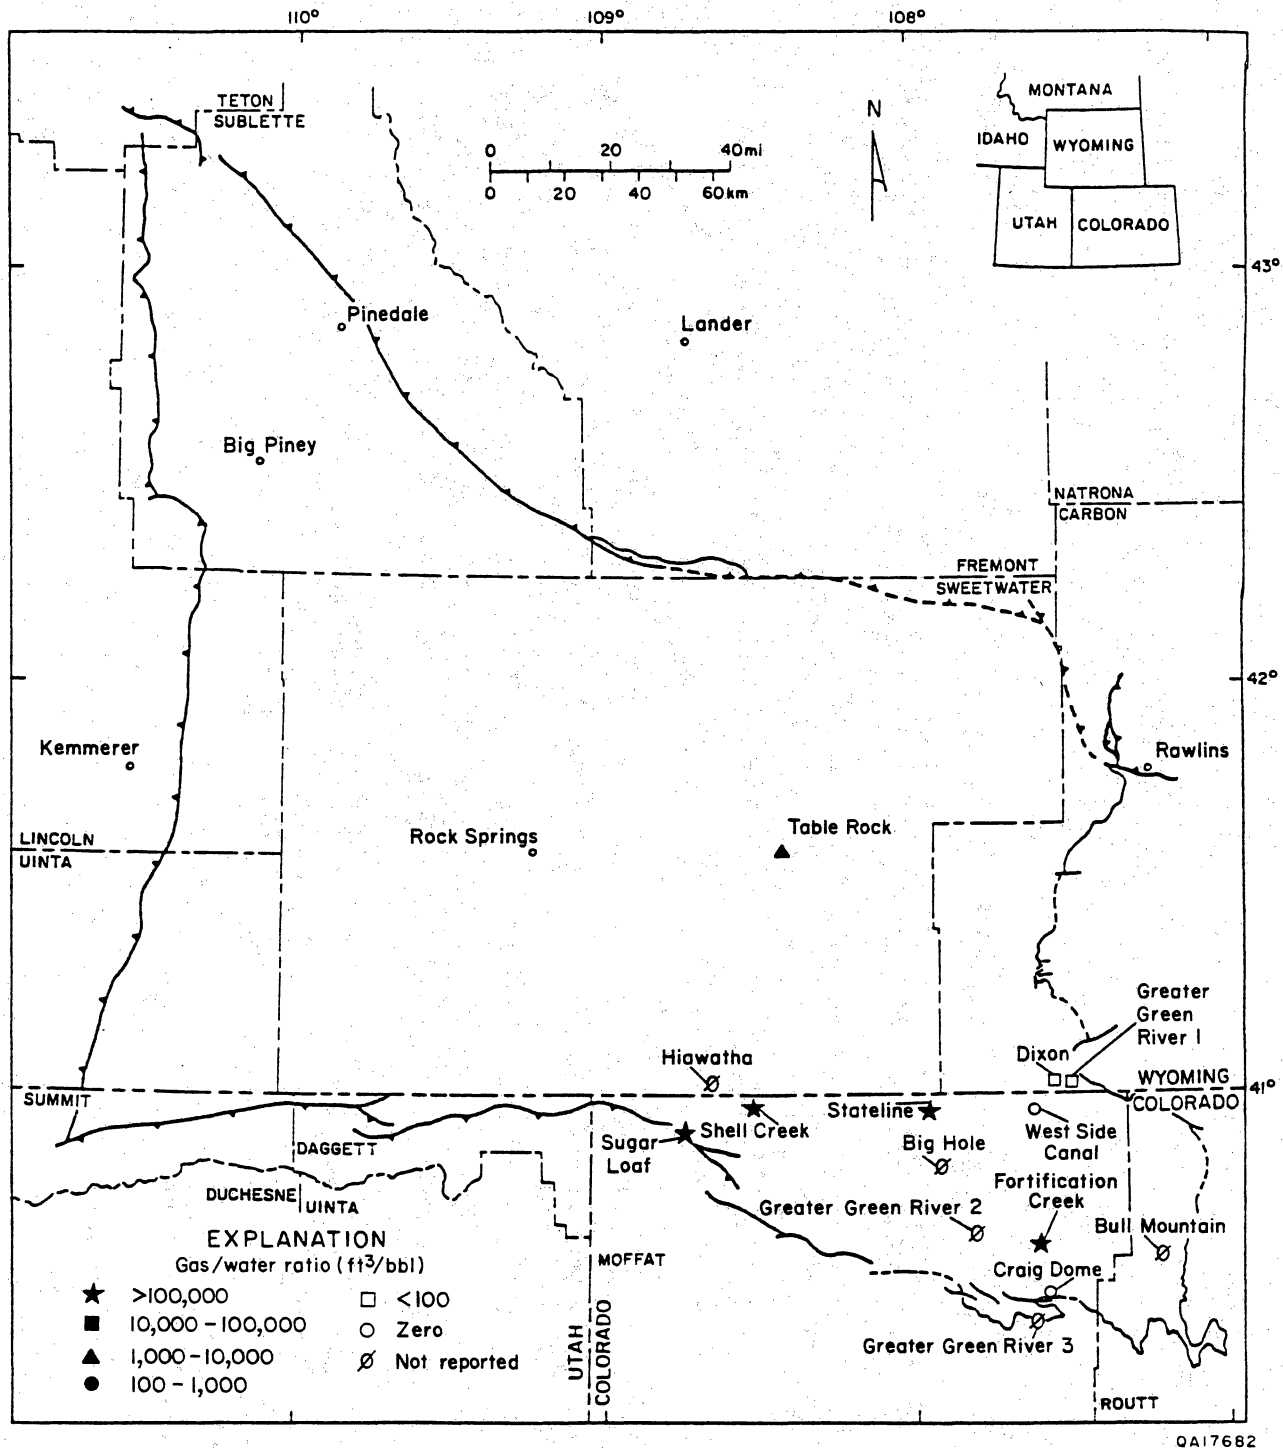 110°
109°
108°
TETON
SUBLETTE
MONTANA
N
IDAHO
WYOMING
0 20 40 mi
0 20 40 60 km
UTAH
COLORADO
43°
Pinedale
Lander
Big Piney
NATRONA
CARBON
FREMONT
SWEETWATER
42°
Kemmerer
Rawlins
LINCOLN
UINTA
Rock Springs
Table Rock
Greater
Green
River 1
Hiawatha
Dixon
WYOMING
COLORADO
41°
SUMMIT
Stateline
Shell Creek
Sugar
Loaf
West Side
Canal
Big Hole
DAGGETT
Fortification
Creek
DUCHESNE
UINTA
Greater Green River 2
Bull Mountain
MOFFAT
Craig Dome
Greater Green River 3
UTAH
COLORADO
ROUTT
EXPLANATION
Gas/water ratio (ft³/bbl)
>100,000
10,000-100,000
1,000-10,000
100-1,000
<100
Zero
Not reported
QA17682